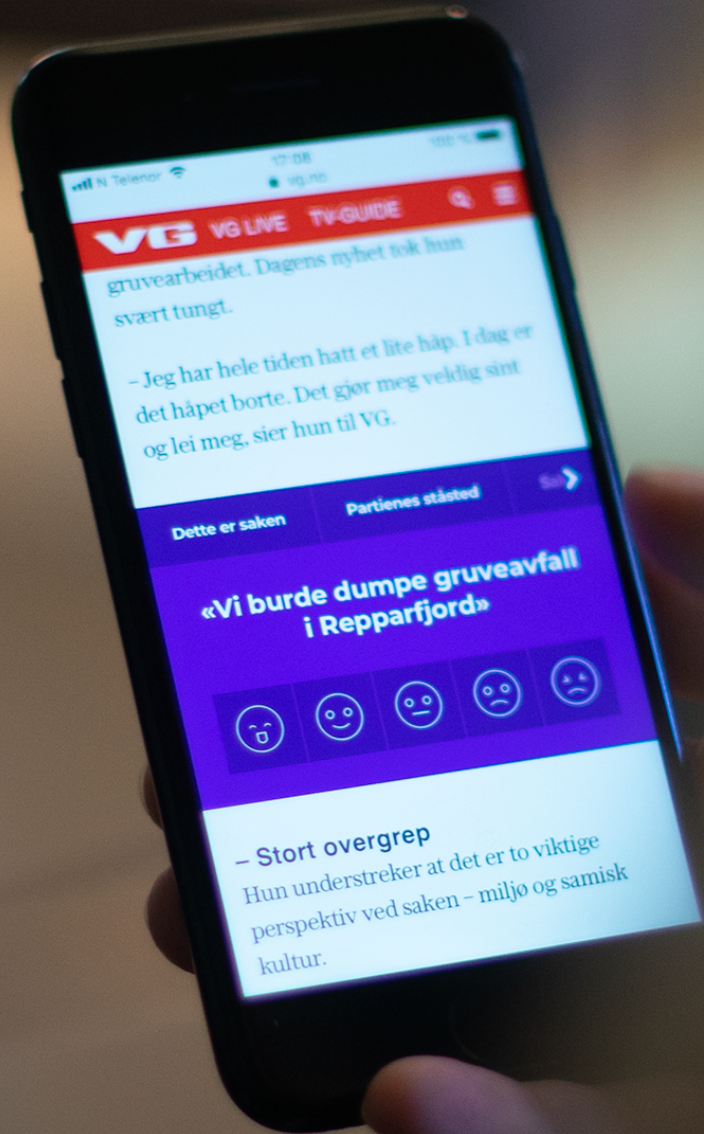 N Telenor
17:08
100 %
vg.no
VG VG LIVE TV-GUIDE
gruvearbeidet. Dagens nyhet tok hun
svært tungt.
– Jeg har hele tiden hatt et lite håp. I dag er
det håpet borte. Det gjør meg veldig sint
og lei meg, sier hun til VG.
Dette er saken Partienes ståsted
«Vi burde dumpe gruveavfall
i Repparfjord»
– Stort overgrep
Hun understreker at det er to viktige
perspektiv ved saken – miljø og samisk
kultur.